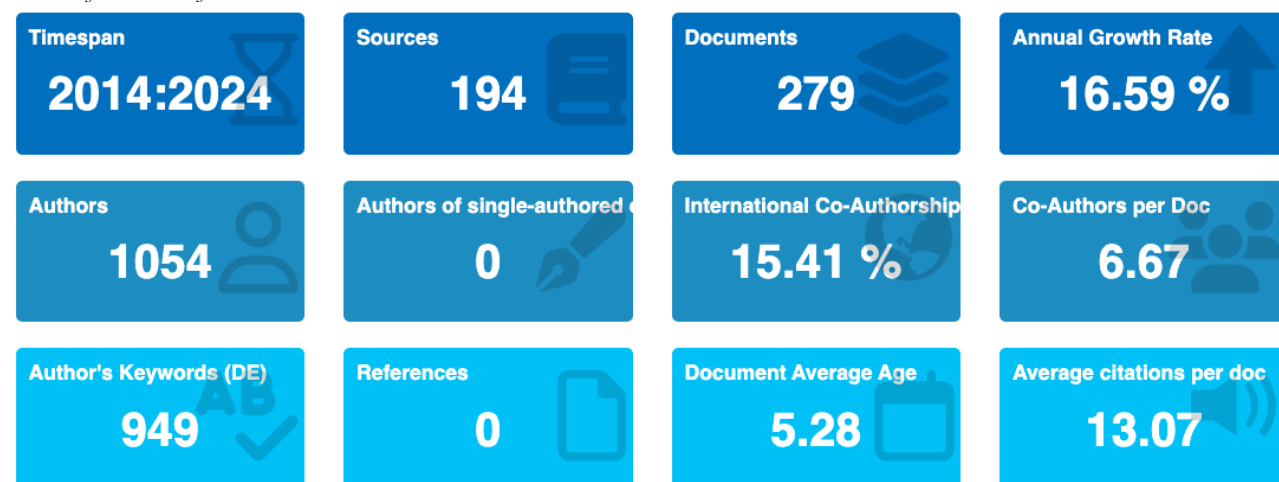 Timespan
2014:2024
Sources
194
Documents
279
Annual Growth Rate
16.59 %
Authors
1054
Authors of single-authored
0
International Co-Authorship
15.41 %
Co-Authors per Doc
6.67
Author's Keywords (DE)
949
References
0
Document Average Age
5.28
Average citations per doc
13.07
AB